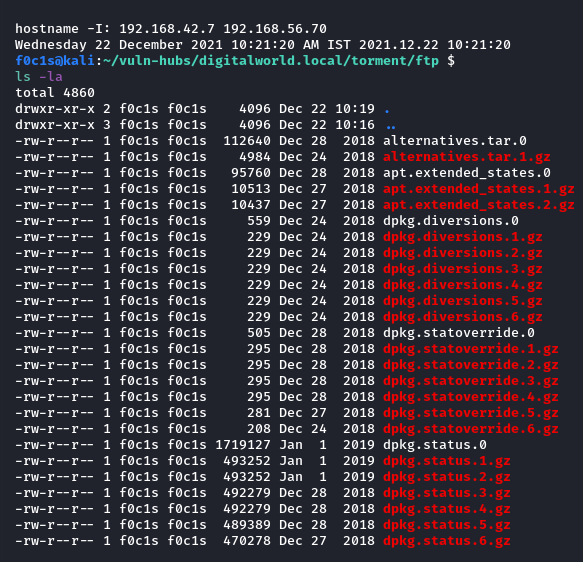 hostname -I: 192.168.42.7 192.168.56.70
Wednesday 22 December 2021 10:21:20 AM IST 2021.12.22 10:21:20
f0c1s@kali:~/vuln-hubs/digitalworld.local/torment/ftp $
ls -la
total 4860
drwxr-xr-x 2 f0c1s f0c1s    4096 Dec 22 10:19 .
drwxr-xr-x 3 f0c1s f0c1s    4096 Dec 22 10:16 ..
-rw-r--r-- 1 f0c1s f0c1s  112640 Dec 28  2018 alternatives.tar.0
-rw-r--r-- 1 f0c1s f0c1s    4984 Dec 24  2018 alternatives.tar.1.gz
-rw-r--r-- 1 f0c1s f0c1s   95760 Dec 28  2018 apt.extended_states.0
-rw-r--r-- 1 f0c1s f0c1s   10513 Dec 27  2018 apt.extended_states.1.gz
-rw-r--r-- 1 f0c1s f0c1s   10437 Dec 27  2018 apt.extended_states.2.gz
-rw-r--r-- 1 f0c1s f0c1s     559 Dec 24  2018 dpkg.diversions.0
-rw-r--r-- 1 f0c1s f0c1s     229 Dec 24  2018 dpkg.diversions.1.gz
-rw-r--r-- 1 f0c1s f0c1s     229 Dec 24  2018 dpkg.diversions.2.gz
-rw-r--r-- 1 f0c1s f0c1s     229 Dec 24  2018 dpkg.diversions.3.gz
-rw-r--r-- 1 f0c1s f0c1s     229 Dec 24  2018 dpkg.diversions.4.gz
-rw-r--r-- 1 f0c1s f0c1s     229 Dec 24  2018 dpkg.diversions.5.gz
-rw-r--r-- 1 f0c1s f0c1s     229 Dec 24  2018 dpkg.diversions.6.gz
-rw-r--r-- 1 f0c1s f0c1s     505 Dec 28  2018 dpkg.statoverride.0
-rw-r--r-- 1 f0c1s f0c1s     295 Dec 28  2018 dpkg.statoverride.1.gz
-rw-r--r-- 1 f0c1s f0c1s     295 Dec 28  2018 dpkg.statoverride.2.gz
-rw-r--r-- 1 f0c1s f0c1s     295 Dec 28  2018 dpkg.statoverride.3.gz
-rw-r--r-- 1 f0c1s f0c1s     295 Dec 28  2018 dpkg.statoverride.4.gz
-rw-r--r-- 1 f0c1s f0c1s     281 Dec 27  2018 dpkg.statoverride.5.gz
-rw-r--r-- 1 f0c1s f0c1s     208 Dec 24  2018 dpkg.statoverride.6.gz
-rw-r--r-- 1 f0c1s f0c1s 1719127 Jan  1  2019 dpkg.status.0
-rw-r--r-- 1 f0c1s f0c1s  493252 Jan  1  2019 dpkg.status.1.gz
-rw-r--r-- 1 f0c1s f0c1s  493252 Jan  1  2019 dpkg.status.2.gz
-rw-r--r-- 1 f0c1s f0c1s  492279 Dec 28  2018 dpkg.status.3.gz
-rw-r--r-- 1 f0c1s f0c1s  492279 Dec 28  2018 dpkg.status.4.gz
-rw-r--r-- 1 f0c1s f0c1s  489389 Dec 28  2018 dpkg.status.5.gz
-rw-r--r-- 1 f0c1s f0c1s  470278 Dec 27  2018 dpkg.status.6.gz